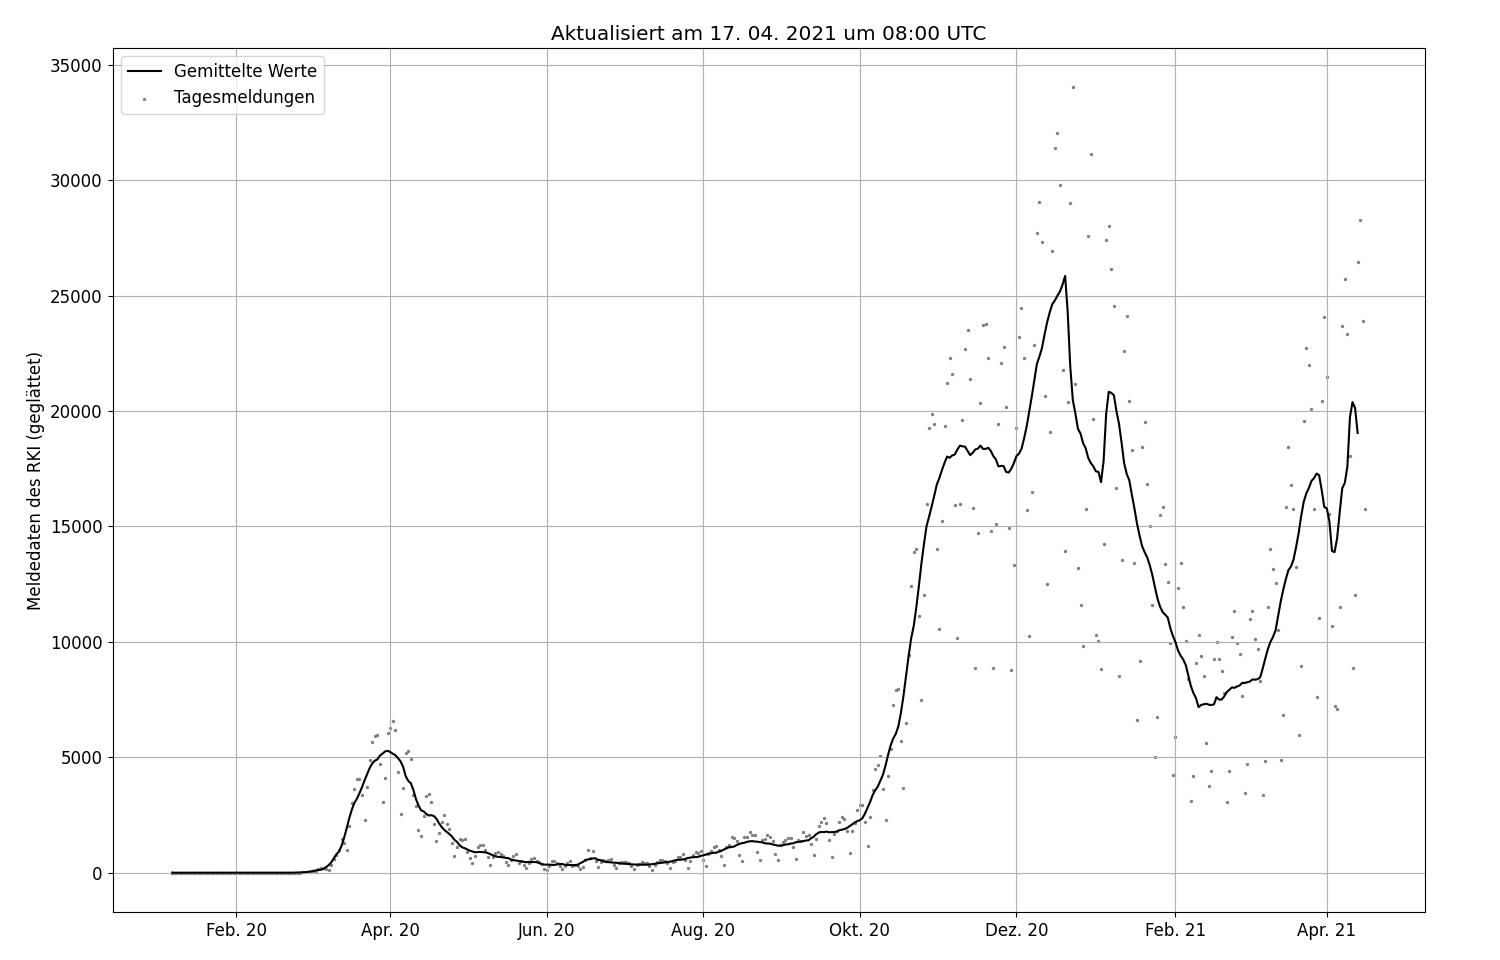 Aktualisiert am 17. 04. 2021 um 08:00 UTC
Gemittelte Werte
Tagesmeldungen
Meldedaten des RKI (geglättet)
35000
30000
25000
20000
15000
10000
5000
0
Feb. 20 Apr. 20 Jun. 20 Aug. 20 Okt. 20 Dez. 20 Feb. 21 Apr. 21